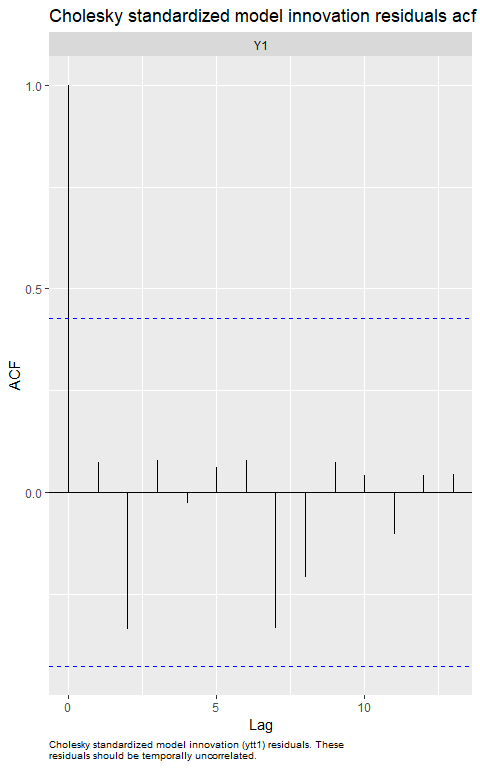 Cholesky standardized model innovation residuals acf
Y1
1.0
0.5
0.0
ACF
0
5
10
Lag
Cholesky standardized model innovation (ytt1) residuals. These
residuals should be temporally uncorrelated.